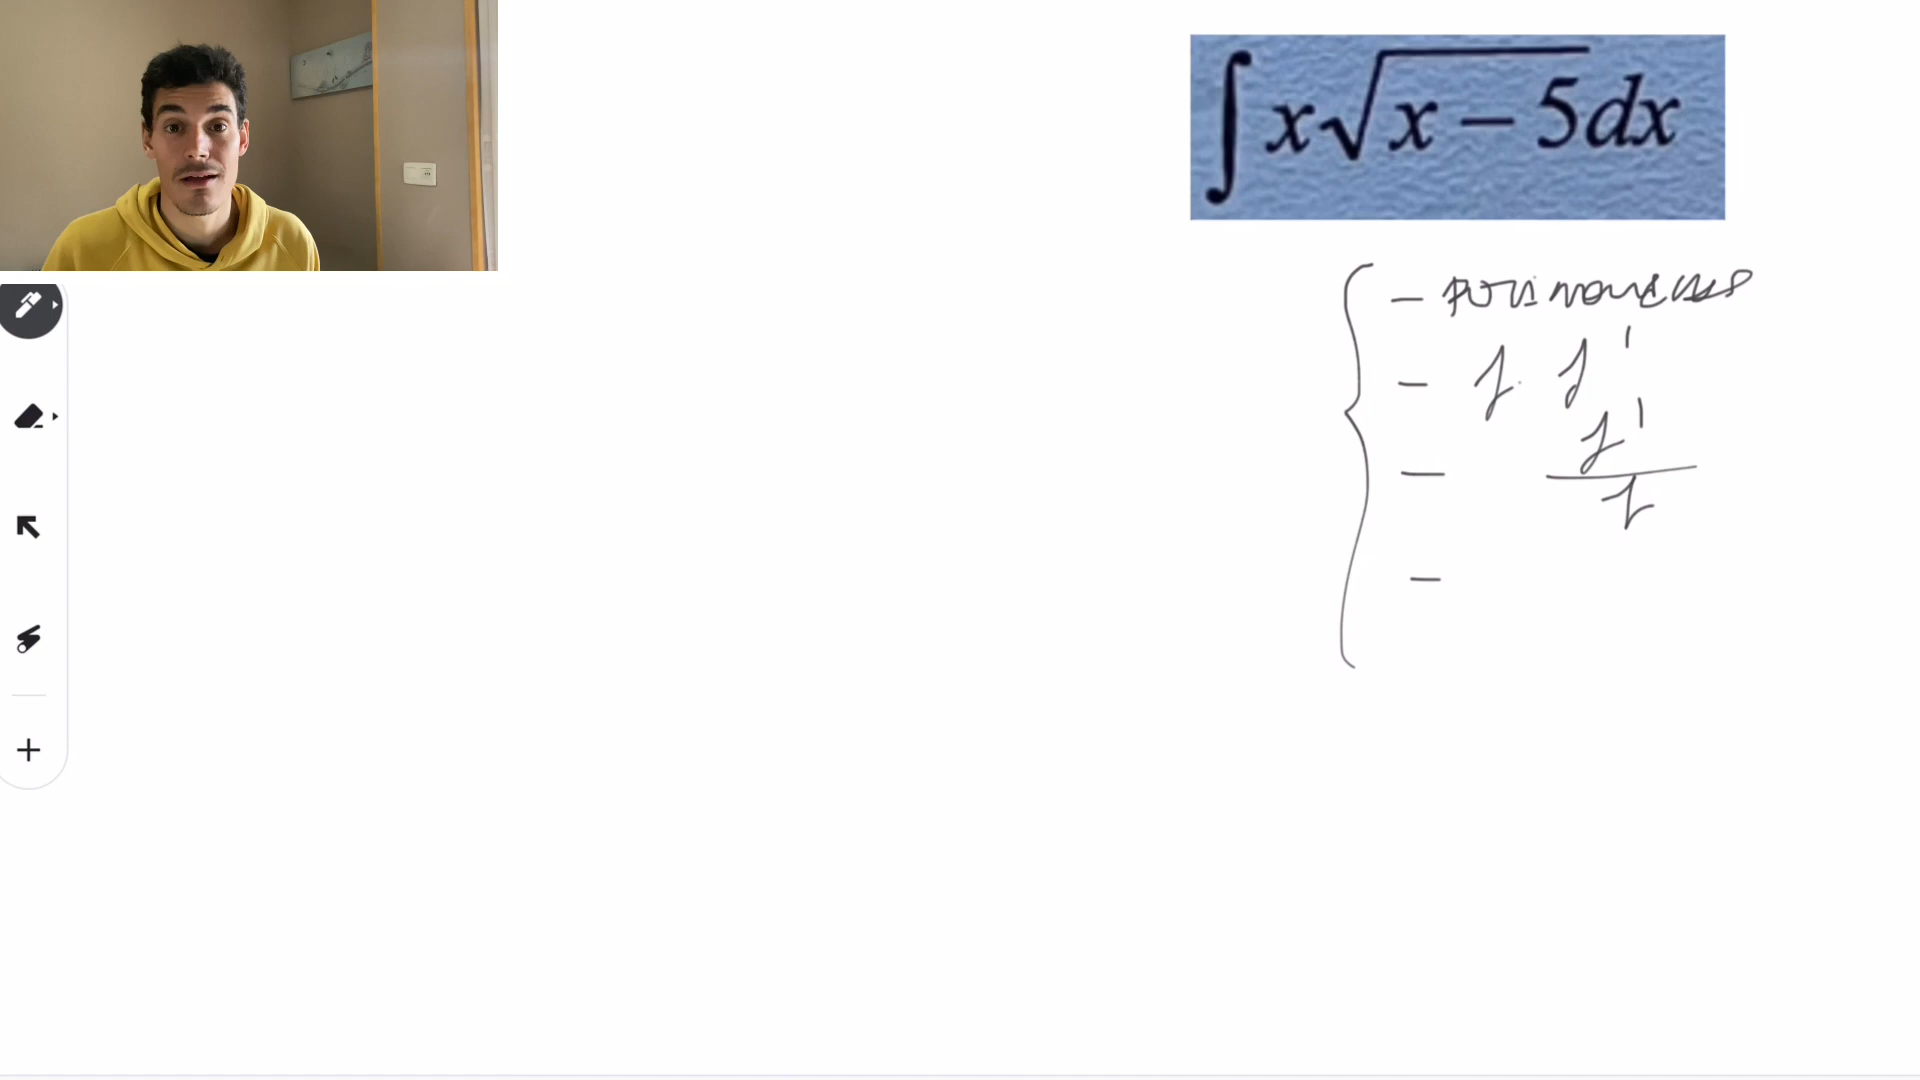 ∫ x√x − 5dx
– polinomicas
– f · f'
– f'/f
–